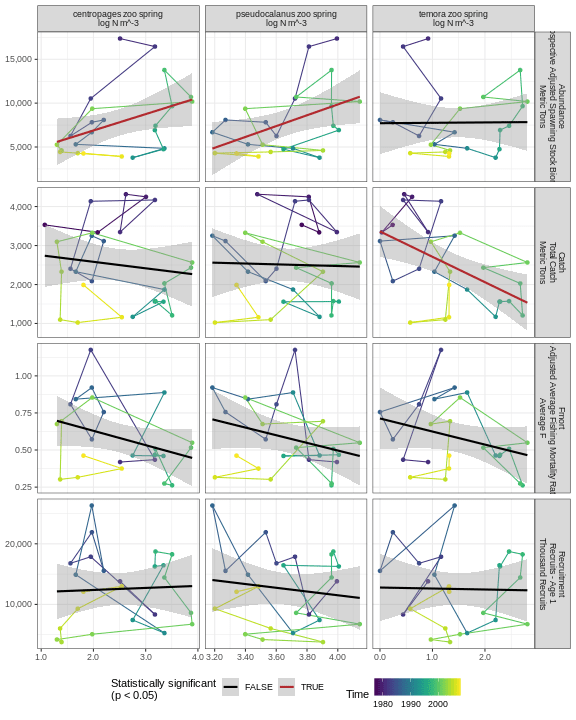 centropages zoo spring
log N m^-3
pseudocalanus zoo spring
log N m^-3
temora zoo spring
log N m^-3
15,000
10,000
5,000
Abundance
Adjusted Spawning Stock
Metric Tons
4,000
3,000
2,000
1,000
Catch
Total Catch
Metric Tons
1.00
0.75
0.50
0.25
Fmort
Adjusted Average Fishing Mortality
Average F
20,000
10,000
Recruitment
Recruits - Age 1
Thousand Recruits
1.0 2.0 3.0 4.0 3.20 3.40 3.60 3.80 4.00 0.0 1.0 2.0
Statistically significant
(p < 0.05)
FALSE TRUE
Time
1980 1990 2000